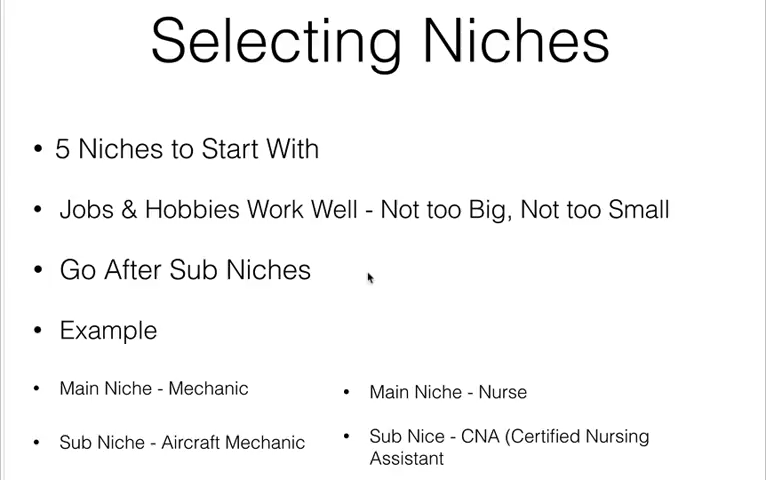 Selecting Niches
• 5 Niches to Start With
• Jobs & Hobbies Work Well - Not too Big, Not too Small
• Go After Sub Niches
• Example
• Main Niche - Mechanic
• Sub Niche - Aircraft Mechanic
• Main Niche - Nurse
• Sub Nice - CNA (Certified Nursing
Assistant